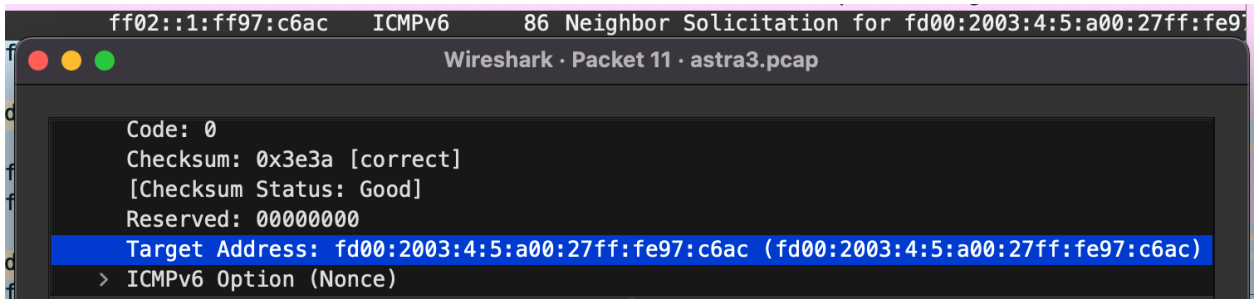 ff02::1:ff97:c6ac ICMPv6 86 Neighbor Solicitation for fd00:2003:4:5:a00:27ff:fe9
Wireshark · Packet 11 · astra3.pcap
Code: 0
Checksum: 0x3e3a [correct]
[Checksum Status: Good]
Reserved: 00000000
Target Address: fd00:2003:4:5:a00:27ff:fe97:c6ac (fd00:2003:4:5:a00:27ff:fe97:c6ac)
> ICMPv6 Option (Nonce)